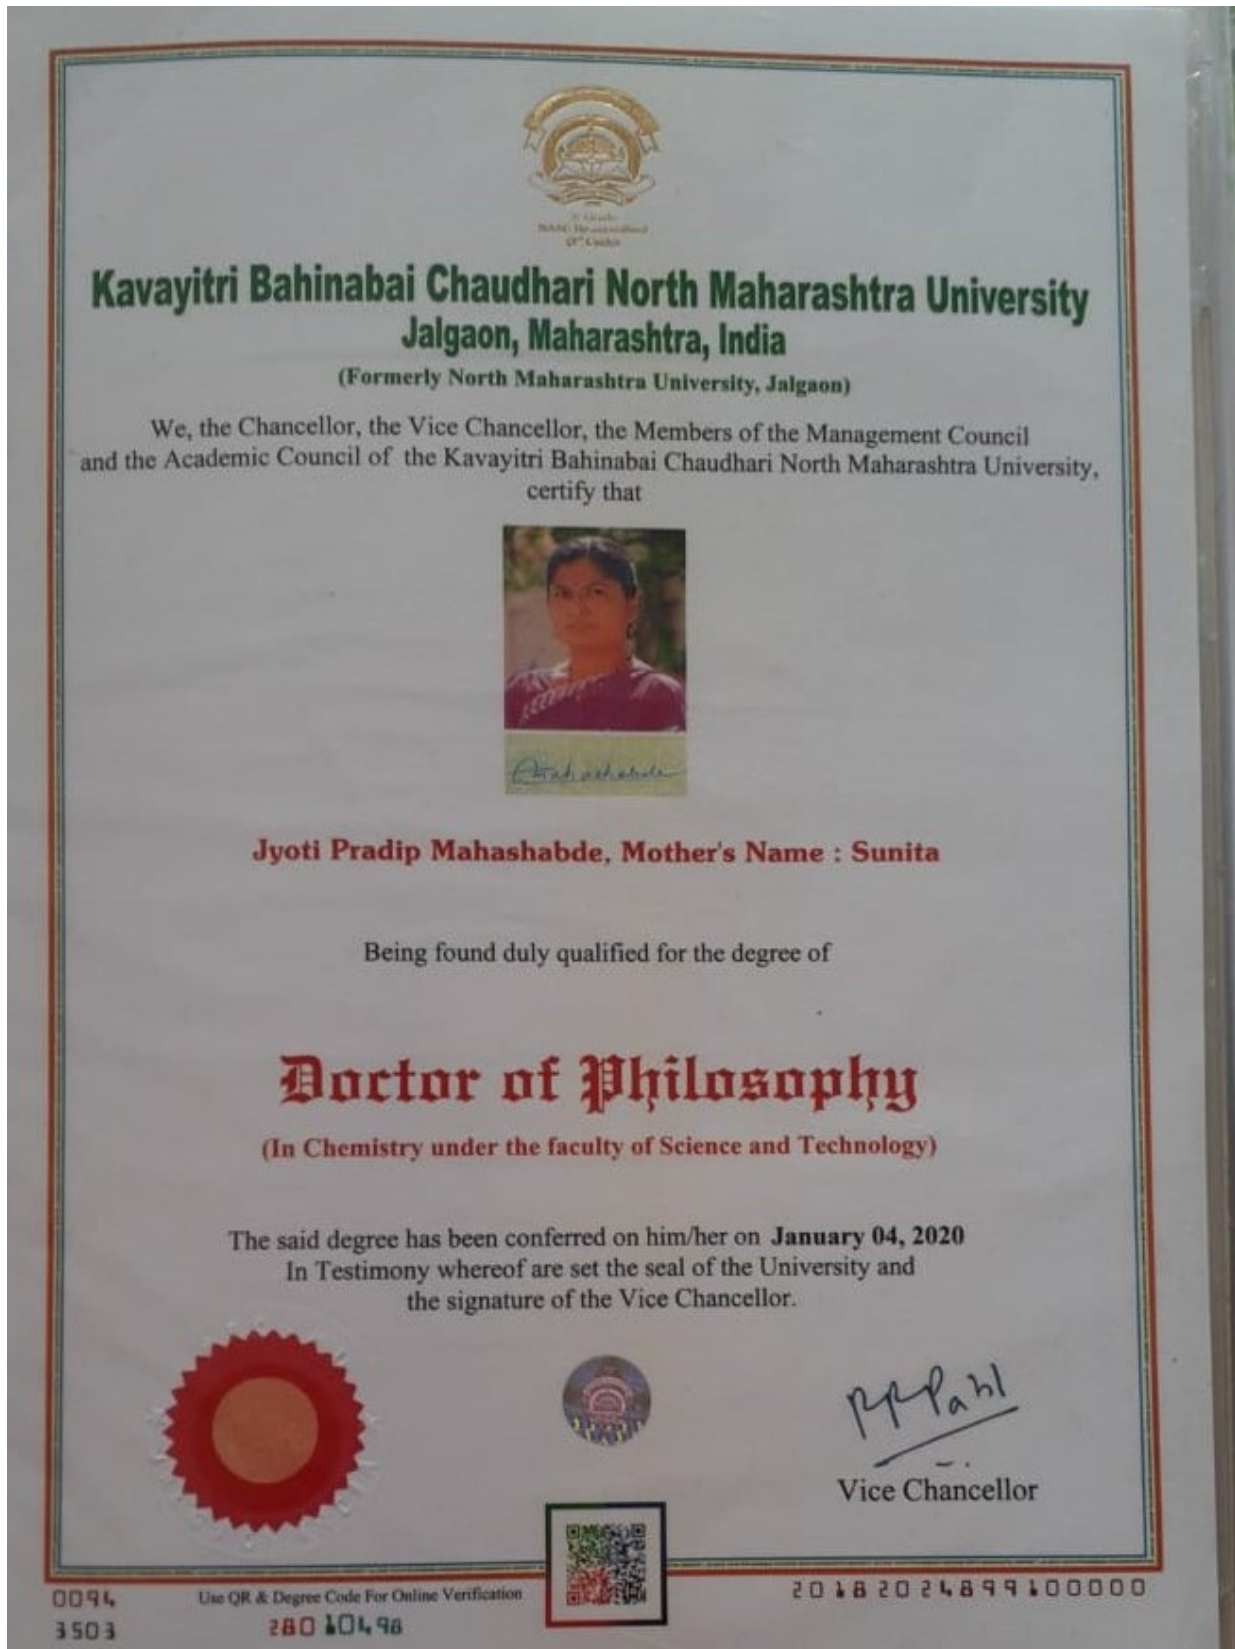 Kavayitri Bahinabai Chaudhari North Maharashtra University
Jalgaon, Maharashtra, India
(Formerly North Maharashtra University, Jalgaon)
We, the Chancellor, the Vice Chancellor, the Members of the Management Council
and the Academic Council of the Kavayitri Bahinabai Chaudhari North Maharashtra University,
certify that
Jyoti Pradip Mahashabde, Mother's Name : Sunita
Being found duly qualified for the degree of
Doctor of Philosophy
(In Chemistry under the faculty of Science and Technology)
The said degree has been conferred on him/her on January 04, 2020
In Testimony whereof are set the seal of the University and
the signature of the Vice Chancellor.
Vice Chancellor
0094
3503
Use QR & Degree Code For Online Verification
28010498
20182024899100000